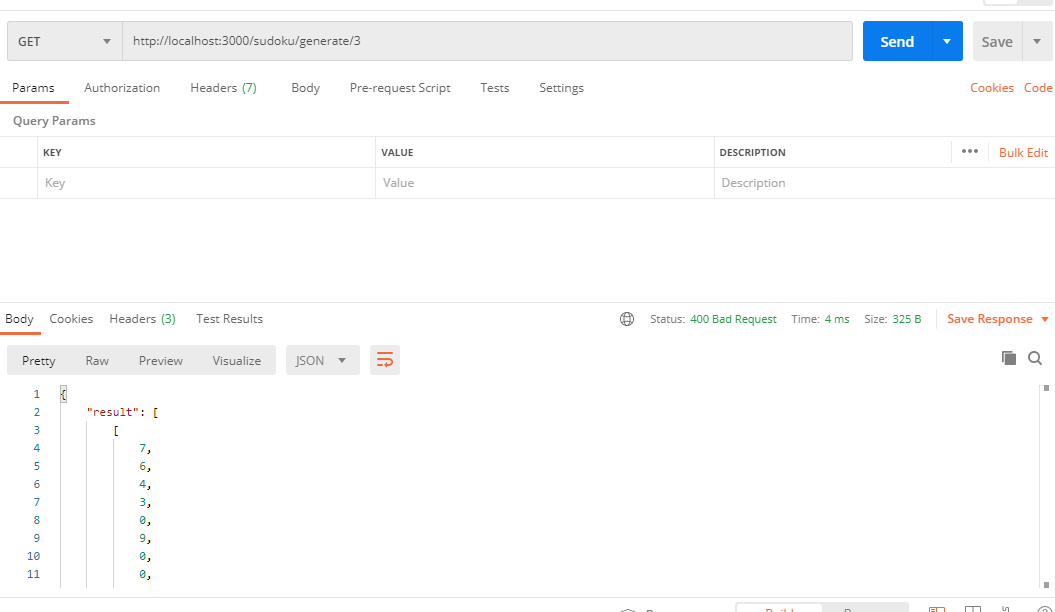 GET http://localhost:3000/sudoku/generate/3 Send Save
Params Authorization Headers (7) Body Pre-request Script Tests Settings Cookies Code
Query Params
KEY VALUE DESCRIPTION ••• Bulk Edit
Key Value Description
Body Cookies Headers (3) Test Results Status: 400 Bad Request Time: 4 ms Size: 325 B Save Response
Pretty Raw Preview Visualize JSON
1 {
2 "result": [
3 [
4 7,
5 6,
6 4,
7 3,
8 0,
9 9,
10 0,
11 0,